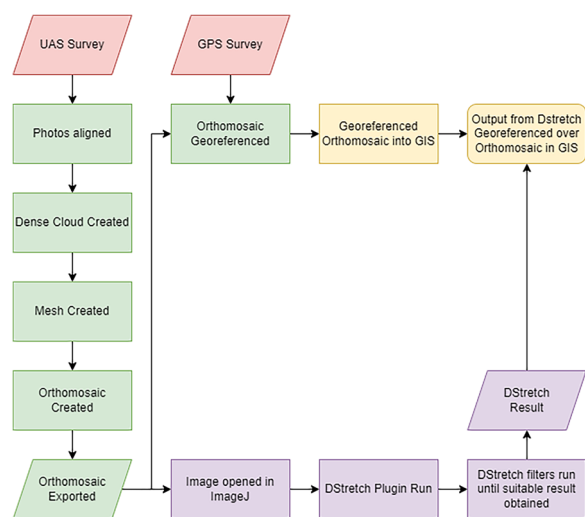 UAS Survey
GPS Survey
Photos aligned
Orthomosaic
Georeferenced
Georeferenced
Orthomosaic into GIS
Output from Dstretch
Georeferenced over
Orthomosaic in GIS
Dense Cloud Created
Mesh Created
Orthomosaic
Created
DStretch
Result
Orthomosaic
Exported
Image opened in
ImageJ
DStretch Plugin Run
DStretch filters run
until suitable result
obtained